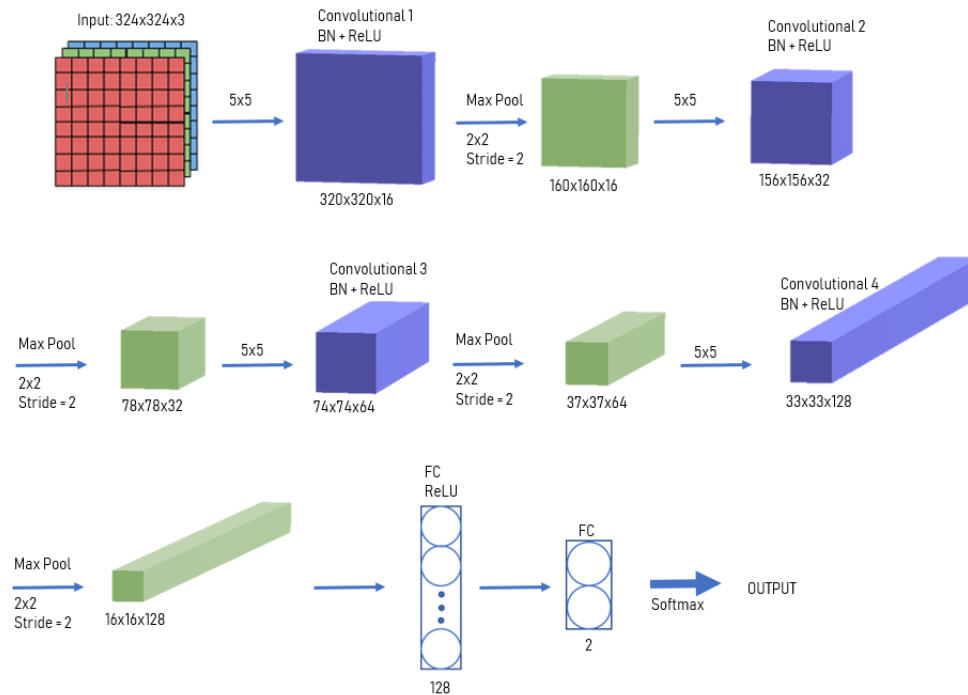 Input: 324x324x3
5x5
Convolutional 1
BN + ReLU
320x320x16
Max Pool
2x2
Stride = 2
160x160x16
5x5
Convolutional 2
BN + ReLU
156x156x32
Max Pool
2x2
Stride = 2
78x78x32
5x5
Convolutional 3
BN + ReLU
74x74x64
Max Pool
2x2
Stride = 2
37x37x64
5x5
Convolutional 4
BN + ReLU
33x33x128
Max Pool
2x2
Stride = 2
16x16x128
FC
ReLU
128
FC
2
Softmax
OUTPUT